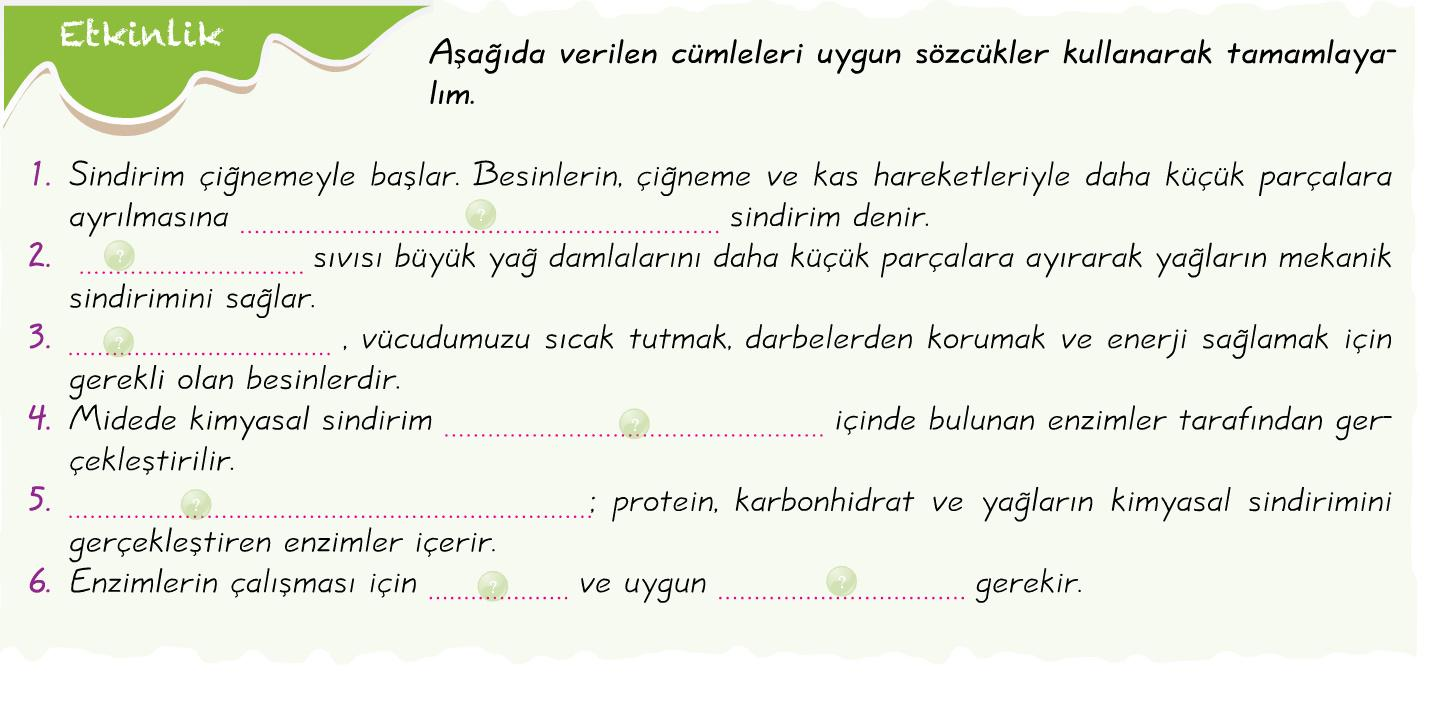 Etkinlik
Aşağıda verilen cümleleri uygun sözcükler kullanarak tamamlaya-
lım.
1. Sindirim çiğnemeyle başlar. Besinlerin, çiğneme ve kas hareketleriyle daha küçük parçalara
ayrılmasına ........ ? ........ sindirim denir.
2. ........ ? ........ sıvısı büyük yağ damlalarını daha küçük parçalara ayırarak yağların mekanik
sindirimini sağlar.
3. ........ ? ........ , vücudumuzu sıcak tutmak, darbelerden korumak ve enerji sağlamak için
gerekli olan besinlerdir.
4. Midede kimyasal sindirim ........ ? ........ içinde bulunan enzimler tarafından ger-
çekleştirilir.
5. ........ ? ........; protein, karbonhidrat ve yağların kimyasal sindirimini
gerçekleştiren enzimler içerir.
6. Enzimlerin çalışması için ........ ? ........ ve uygun ........ ? ........ gerekir.